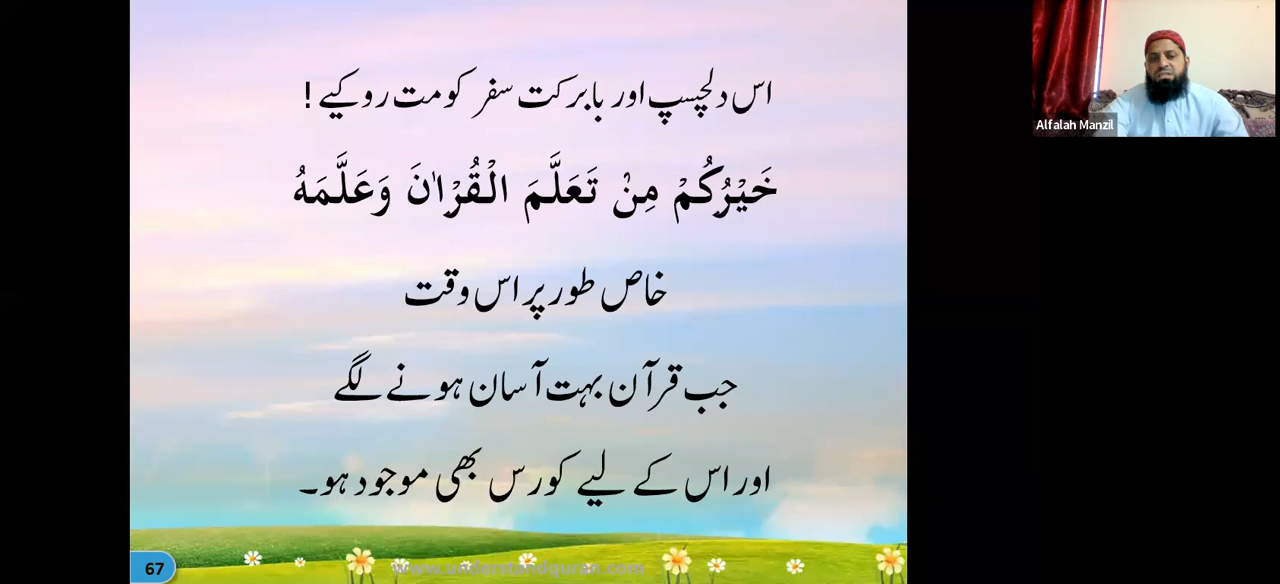 اس دلچسپ اور بابرکت سفر کو مت روکیے !
خَيْرُكُمْ مِنْ تَعَلَّمَ الْقُرْاٰنَ وَعَلَّمَهُ
خاص طور پر اس وقت
جب قرآن بہت آسان ہونے لگے
اور اس کے لیے کورس بھی موجود ہو۔
67
www.understandquran.com
Alfalah Manzil